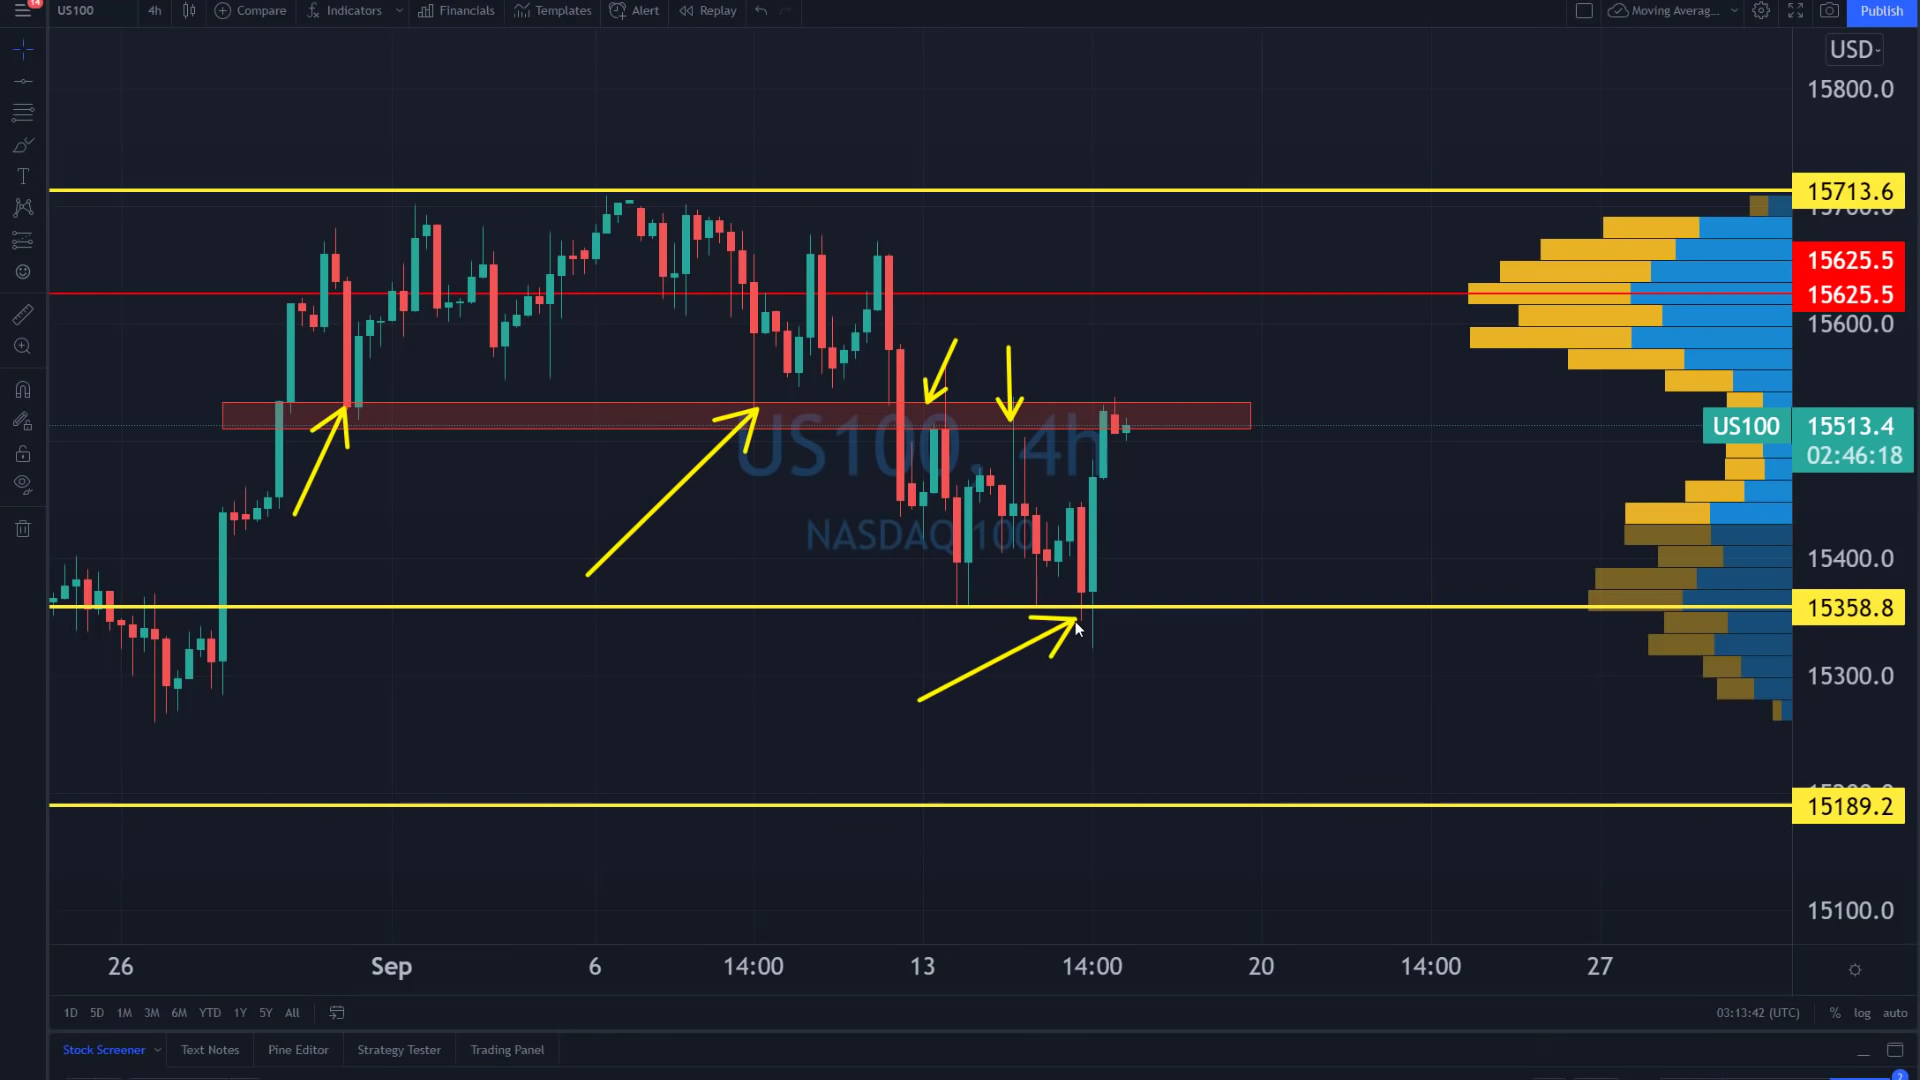 14
US100 4h Compare Indicators Financials Templates Alert Replay Moving Averag... Publish
USD
15800.0
15713.6
15700.0
15625.5
15625.5
15600.0
US100 15513.4
02:46:18
US100, 4h
NASDAQ 100
15400.0
15358.8
15300.0
15189.2
15100.0
26 Sep 6 14:00 13 14:00 20 14:00 27
1D 5D 1M 3M 6M YTD 1Y 5Y All 03:13:42 (UTC) % log auto
Stock Screener Text Notes Pine Editor Strategy Tester Trading Panel
2